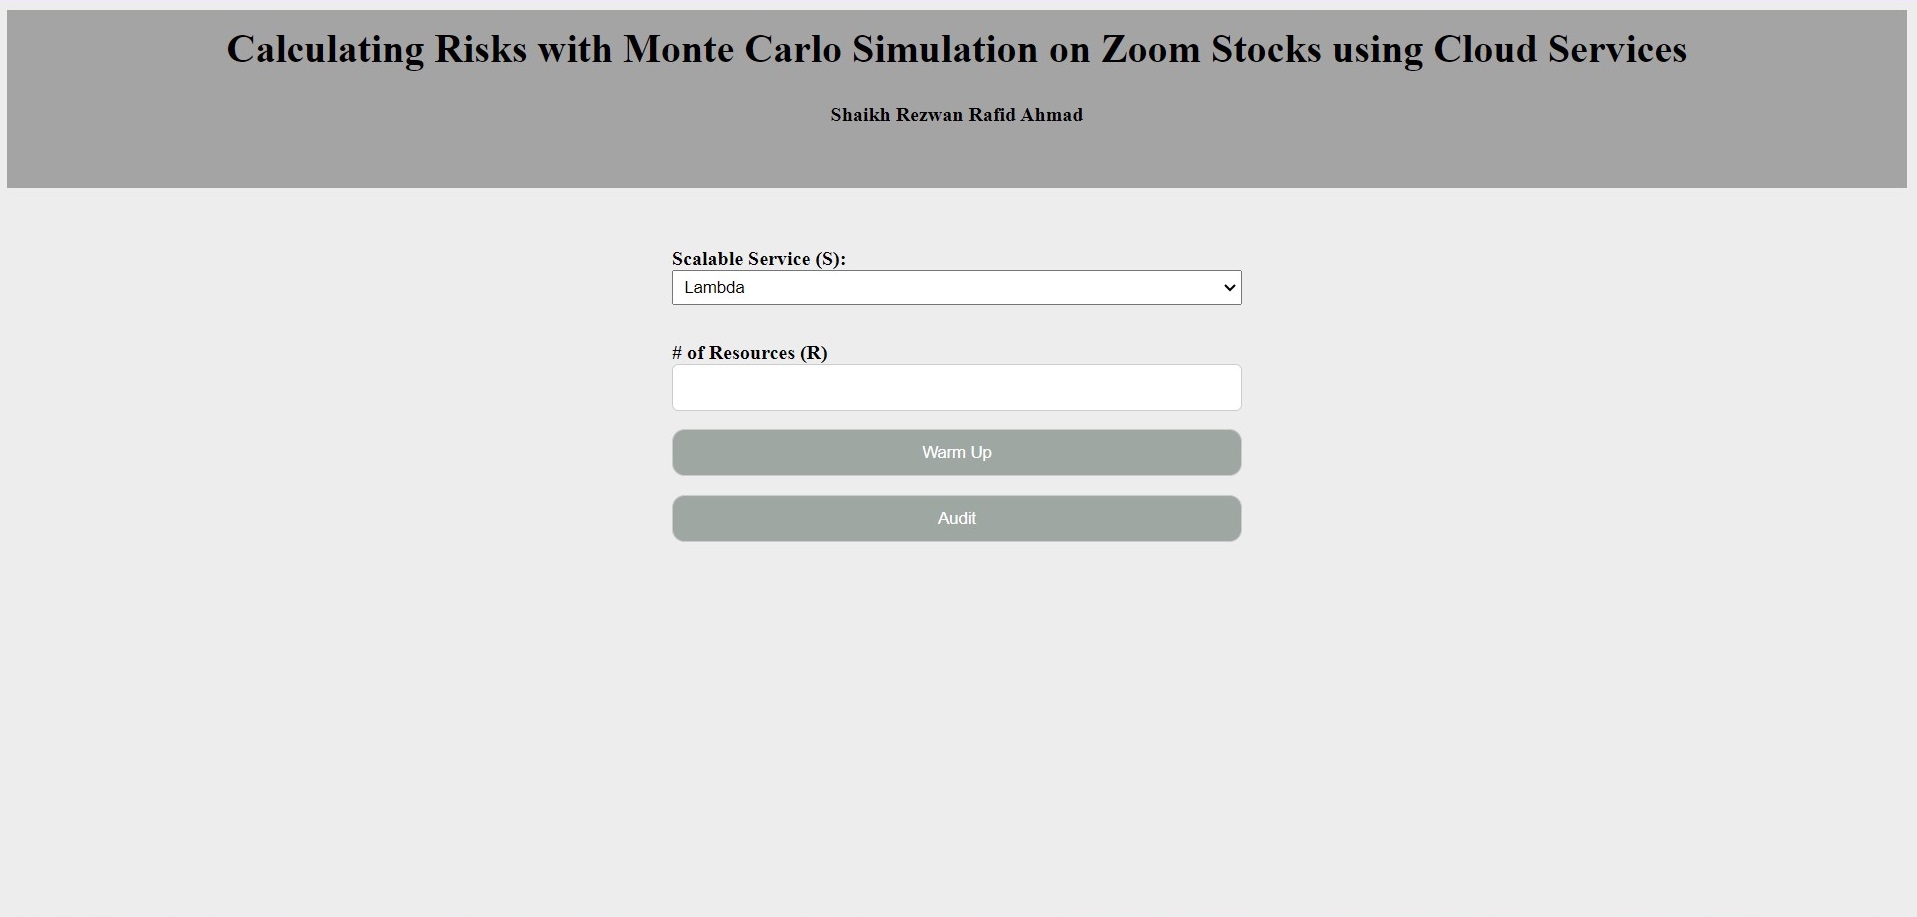 Calculating Risks with Monte Carlo Simulation on Zoom Stocks using Cloud Services
Shaikh Rezwan Rafid Ahmad
Scalable Service (S):
Lambda
# of Resources (R)
Warm Up
Audit